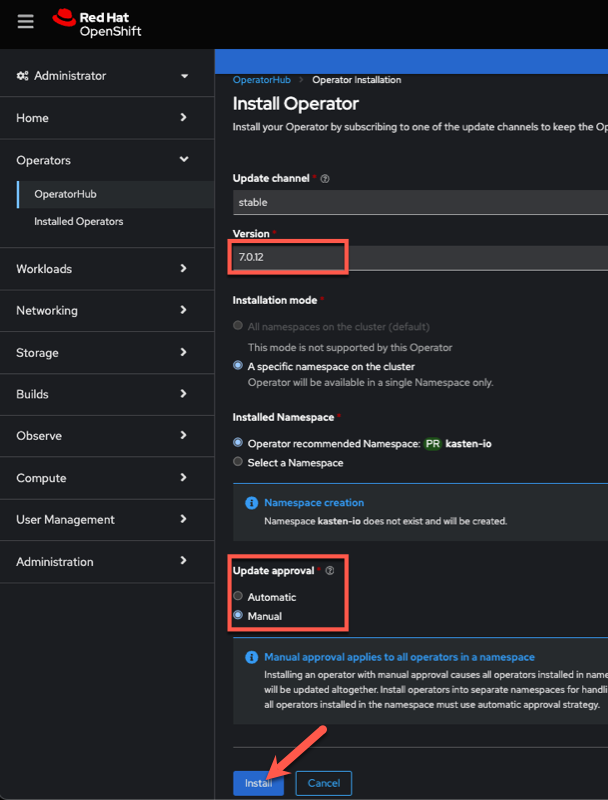 Red Hat
OpenShift
Administrator
Home
Operators
OperatorHub
Installed Operators
Workloads
Networking
Storage
Builds
Observe
Compute
User Management
Administration
OperatorHub > Operator Installation
Install Operator
Install your Operator by subscribing to one of the update channels to keep the Op
Update channel *
stable
Version *
7.0.12
Installation mode *
All namespaces on the cluster (default)
This mode is not supported by this Operator
A specific namespace on the cluster
Operator will be available in a single Namespace only.
Installed Namespace *
Operator recommended Namespace: PR kasten-io
Select a Namespace
Namespace creation
Namespace kasten-io does not exist and will be created.
Update approval *
Automatic
Manual
Manual approval applies to all operators in a namespace
Installing an operator with manual approval causes all operators installed in name
will be updated altogether. Install operators into separate namespaces for handli
all operators installed in the namespace must use automatic approval strategy.
Install
Cancel